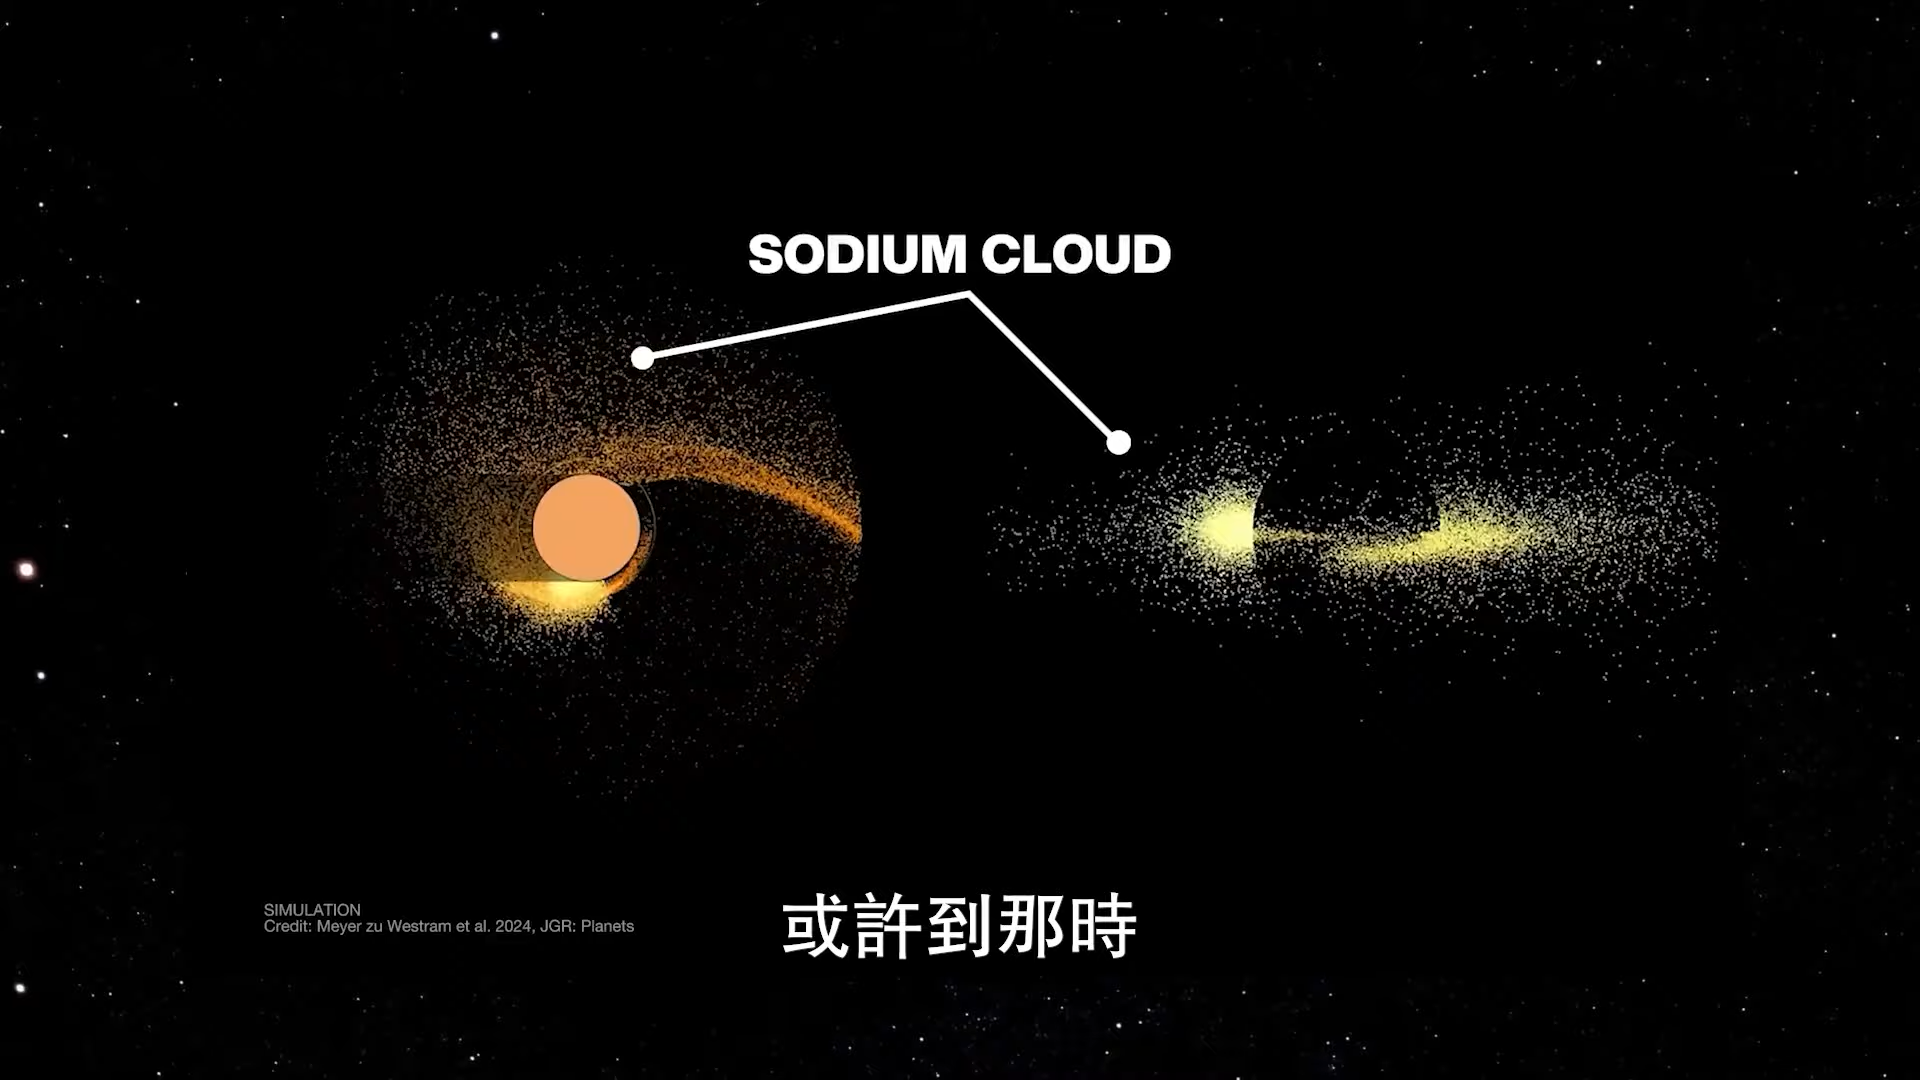 SODIUM CLOUD
SIMULATION
Credit: Meyer zu Westram et al. 2024, JGR: Planets
或許到那時